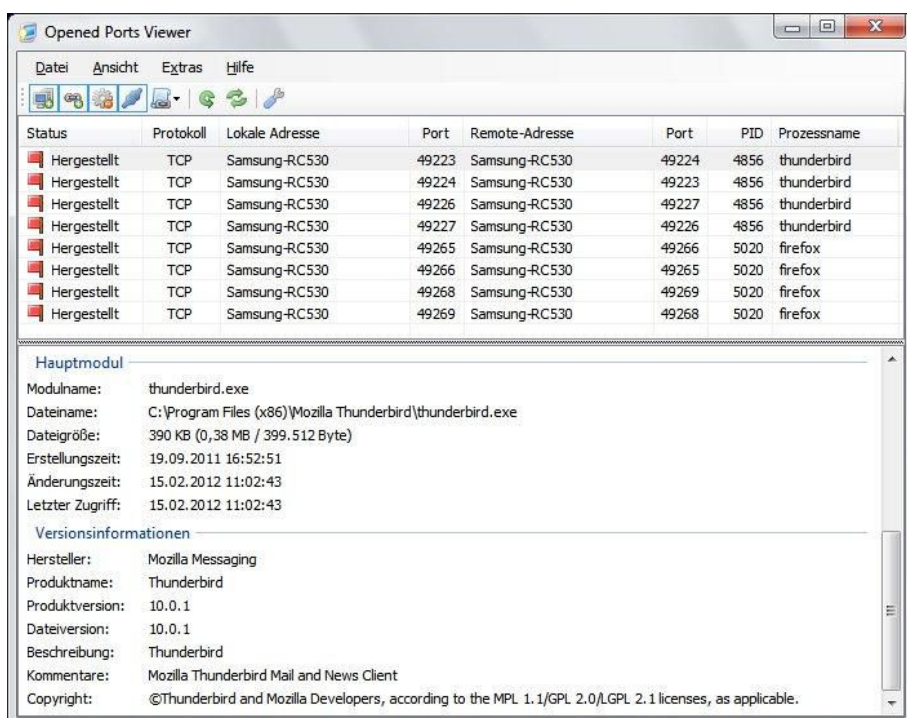 Opened Ports Viewer
Datei Ansicht Extras Hilfe
Status Protokoll Lokale Adresse Port Remote-Adresse Port PID Prozessname
Hergestellt TCP Samsung-RC530 49223 Samsung-RC530 49224 4856 thunderbird
Hergestellt TCP Samsung-RC530 49224 Samsung-RC530 49223 4856 thunderbird
Hergestellt TCP Samsung-RC530 49226 Samsung-RC530 49227 4856 thunderbird
Hergestellt TCP Samsung-RC530 49227 Samsung-RC530 49226 4856 thunderbird
Hergestellt TCP Samsung-RC530 49265 Samsung-RC530 49266 5020 firefox
Hergestellt TCP Samsung-RC530 49266 Samsung-RC530 49265 5020 firefox
Hergestellt TCP Samsung-RC530 49268 Samsung-RC530 49269 5020 firefox
Hergestellt TCP Samsung-RC530 49269 Samsung-RC530 49268 5020 firefox
Hauptmodul
Modulname: thunderbird.exe
Dateiname: C:\Program Files (x86)\Mozilla Thunderbird\thunderbird.exe
Dateigröße: 390 KB (0,38 MB / 399.512 Byte)
Erstellungszeit: 19.09.2011 16:52:51
Änderungszeit: 15.02.2012 11:02:43
Letzter Zugriff: 15.02.2012 11:02:43
Versionsinformationen
Hersteller: Mozilla Messaging
Produktname: Thunderbird
Produktversion: 10.0.1
Dateiversion: 10.0.1
Beschreibung: Thunderbird
Kommentare: Mozilla Thunderbird Mail and News Client
Copyright: ©Thunderbird and Mozilla Developers, according to the MPL 1.1/GPL 2.0/LGPL 2.1 licenses, as applicable.